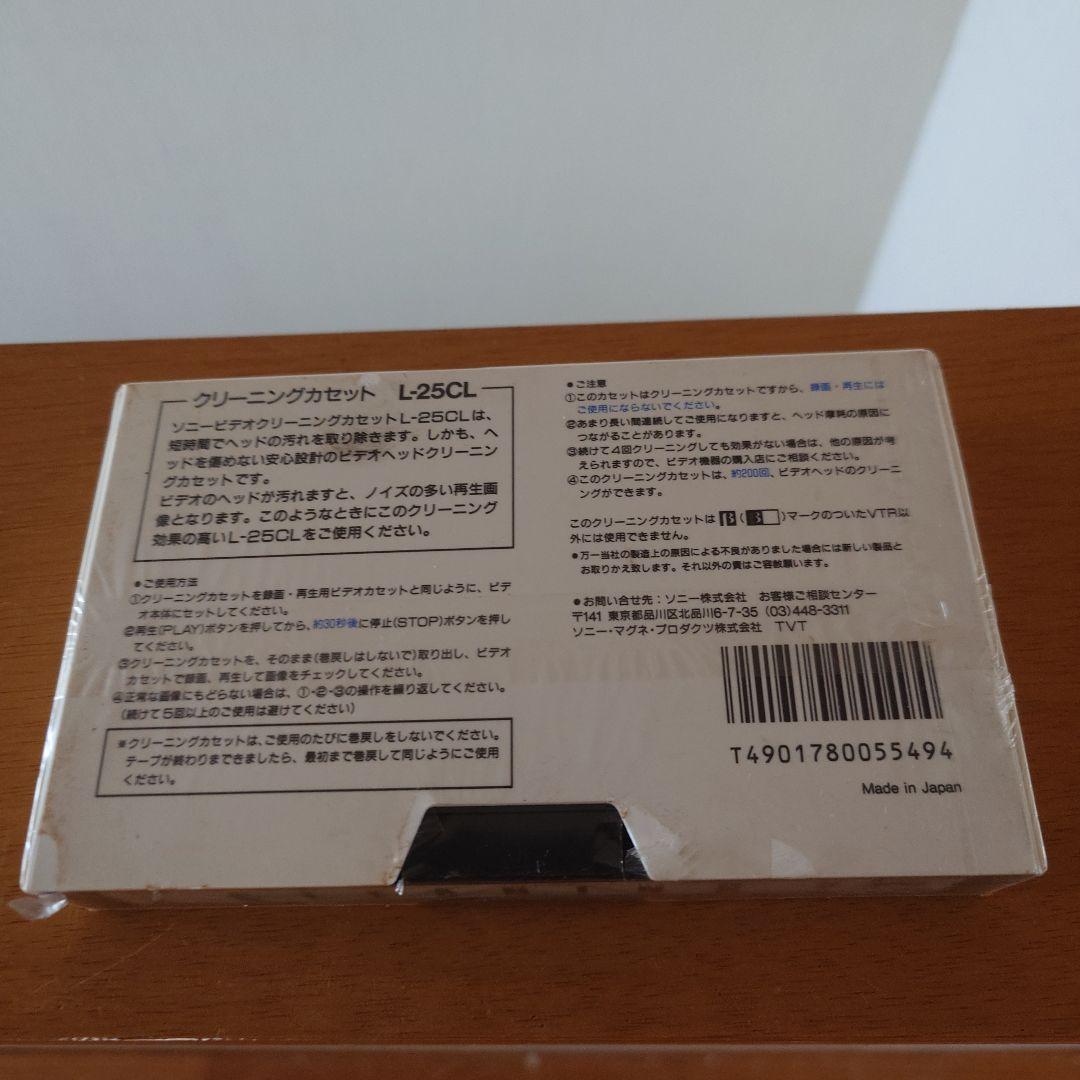 クリーニングカセット L-25CL
ソニービデオクリーニングカセットL-25CLは、
短時間でヘッドの汚れを取り除きます。しかも、ヘ
ッドを傷めない安心設計のビデオヘッドクリーニン
グカセットです。
ビデオのヘッドが汚れますと、ノイズの多い再生画
像となります。このようなときにこのクリーニング
効果の高いL-25CLをご使用ください。
●ご使用方法
①クリーニングカセットを録画・再生用ビデオカセットと同じように、ビデ
オ本体にセットしてください。
②再生(PLAY)ボタンを押してから、約30秒後に停止(STOP)ボタンを押し
てください。
③クリーニングカセットを、そのまま(巻戻しはしないで)取り出し、ビデオ
カセットで録画、再生して画像をチェックしてください。
④正常な画像にもどらない場合は、①-2-3の操作を繰り返してください。
(続けて5回以上のご使用は避けてください)
※クリーニングカセットは、ご使用のたびに巻戻しをしないでください。
テープが終わりまできましたら、最初まで巻戻して同じようにご使用
ください。
●ご注意
①このカセットはクリーニングカセットですから、録画・再生には
ご使用にならないでください。
②あまり長い間連続してご使用になりますと、ヘッド摩耗の原因に
つながることがあります。
③続けて4回クリーニングしても効果がない場合は、他の原因が考
えられますので、ビデオ機器の購入店にご相談ください。
④このクリーニングカセットは、約200回、ビデオヘッドのクリーニ
ングができます。
このクリーニングカセットは β(β)マークのついたVTR以
外には使用できません。
●万一当社の製造上の原因による不良がありました場合には新しい製品と
お取りかえ致します。それ以外の責はご容赦願います。
●お問い合せ先:ソニー株式会社 お客様ご相談センター
〒141 東京都品川区北品川6-7-35 (03)448-3311
ソニー・マグネ・プロダクツ株式会社 TVT
T4901780055494
Made in Japan